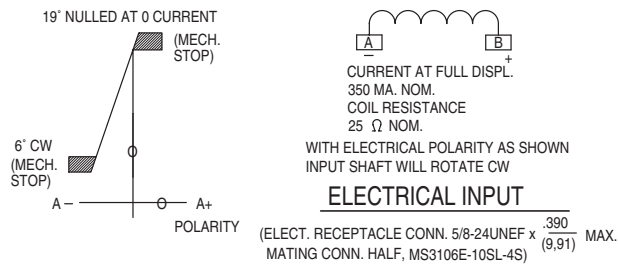 19° NULLED AT 0 CURRENT
(MECH.
STOP)
6° CW
(MECH.
STOP)
O
A – O A+
POLARITY
A B
– +
CURRENT AT FULL DISPL.
350 MA. NOM.
COIL RESISTANCE
25 Ω NOM.
WITH ELECTRICAL POLARITY AS SHOWN
INPUT SHAFT WILL ROTATE CW
ELECTRICAL INPUT
(ELECT. RECEPTACLE CONN. 5/8-24UNEF x .390 / (9,91) MAX.
MATING CONN. HALF, MS3106E-10SL-4S)